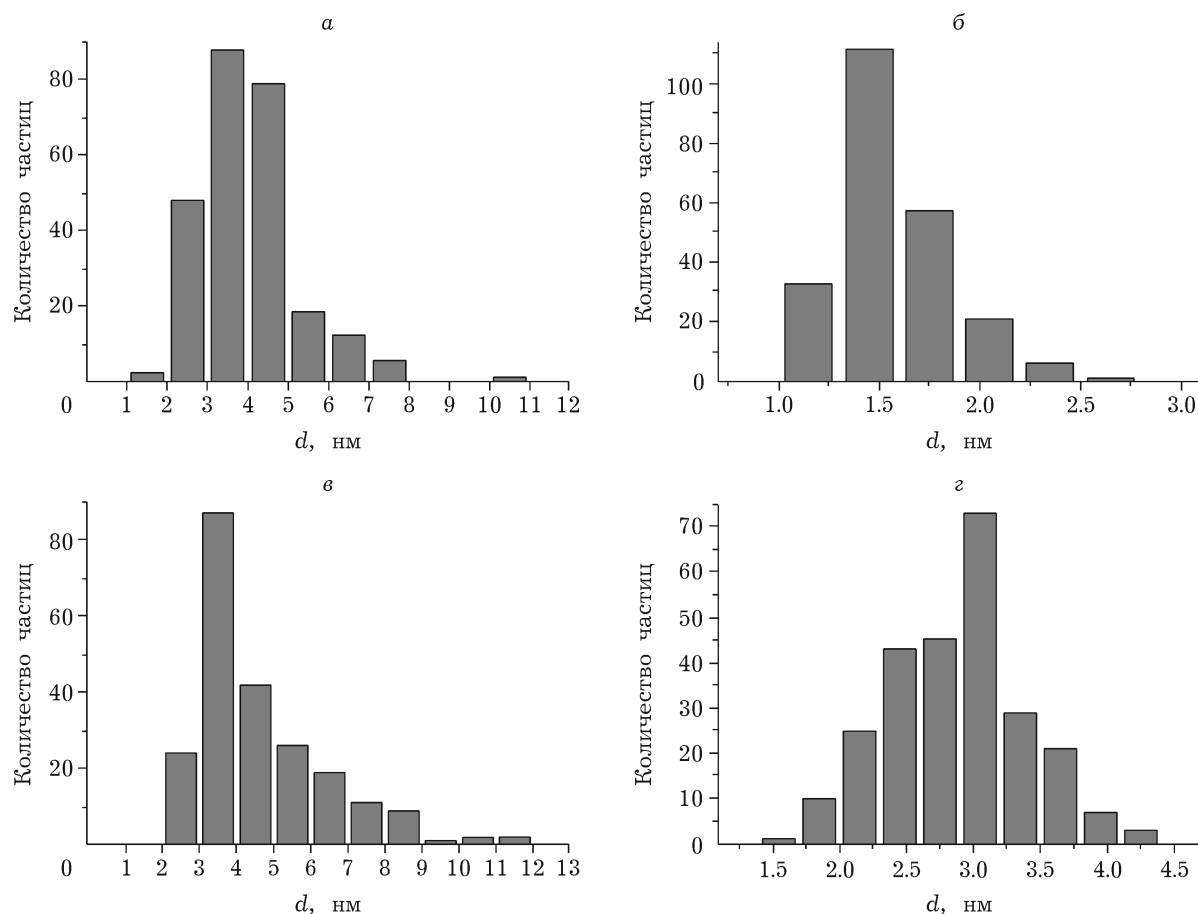 а
Количество частиц
80
60
40
20
0 1 2 3 4 5 6 7 8 9 10 11 12
d, нм
б
Количество частиц
100
80
60
40
20
0
1.0 1.5 2.0 2.5 3.0
d, нм
в
Количество частиц
80
60
40
20
0 1 2 3 4 5 6 7 8 9 10 11 12 13
d, нм
г
Количество частиц
70
60
50
40
30
20
10
0
1.5 2.0 2.5 3.0 3.5 4.0 4.5
d, нм